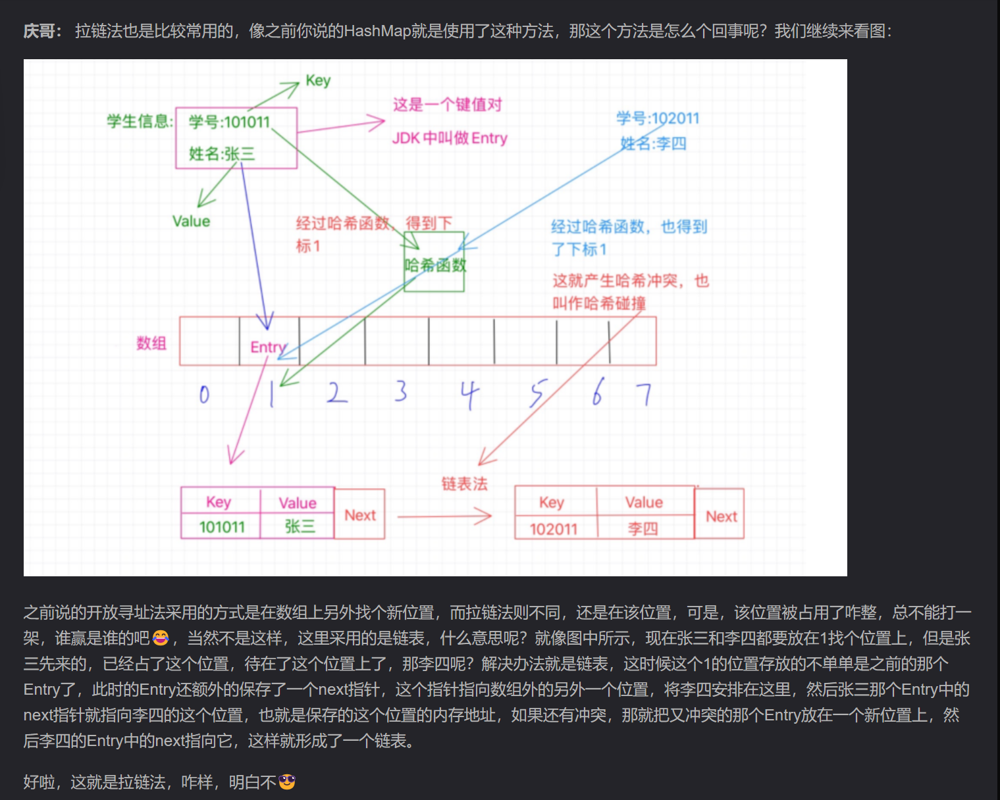 庆哥： 拉链法也是比较常用的，像之前你说的HashMap就是使用了这种方法，那这个方法是怎么个回事呢？我们继续来看图：
Key
学生信息:
学号:101011
姓名:张三
这是一个键值对
JDK 中叫做 Entry
学号:102011
姓名:李四
Value
经过哈希函数，得到下
标 1
哈希函数
经过哈希函数，也得到
了下标 1
这就产生哈希冲突，也
叫作哈希碰撞
数组
Entry
0 1 2 3 4 5 6 7
链表法
Key Value
101011 张三
Next
Key Value
102011 李四
Next
之前说的开放寻址法采用的方式是在数组上另外找个新位置，而拉链法则不同，还是在该位置，可是，该位置被占用了咋整，总不能打一
架，谁赢是谁的吧😂，当然不是这样，这里采用的是链表，什么意思呢？就像图中所示，现在张三和李四都要放在1找个位置上，但是张
三先来的，已经占了这个位置，待在了这个位置上了，那李四呢？解决办法就是链表，这时候这个1的位置存放的不单单是之前的那个
Entry了，此时的Entry还额外的保存了一个next指针，这个指针指向数组外的另外一个位置，将李四安排在这里，然后张三那个Entry中的
next指针就指向李四的这个位置，也就是保存的这个位置的内存地址，如果还有冲突，那就把又冲突的那个Entry放在一个新位置上，然
后李四的Entry中的next指向它，这样就形成了一个链表。
好啦，这就是拉链法，咋样，明白不😎